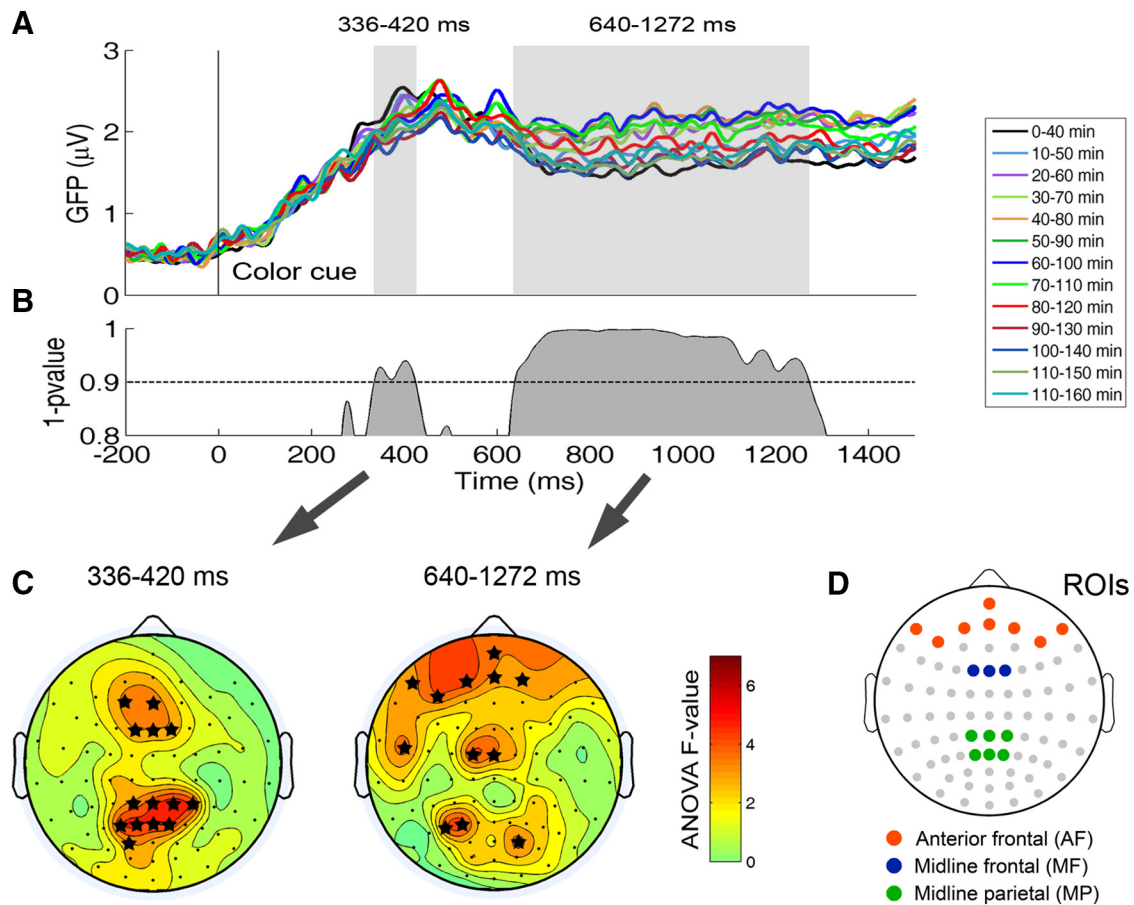 A
336-420 ms
640-1272 ms
3
2
1
0
GFP (µV)
Color cue
0-40 min
10-50 min
20-60 min
30-70 min
40-80 min
50-90 min
60-100 min
70-110 min
80-120 min
90-130 min
100-140 min
110-150 min
110-160 min
B
1
0.9
0.8
1-pvalue
-200 0 200 400 600 800 1000 1200 1400
Time (ms)
C
336-420 ms
640-1272 ms
ANOVA F-value
6
4
2
0
D
ROIs
Anterior frontal (AF)
Midline frontal (MF)
Midline parietal (MP)